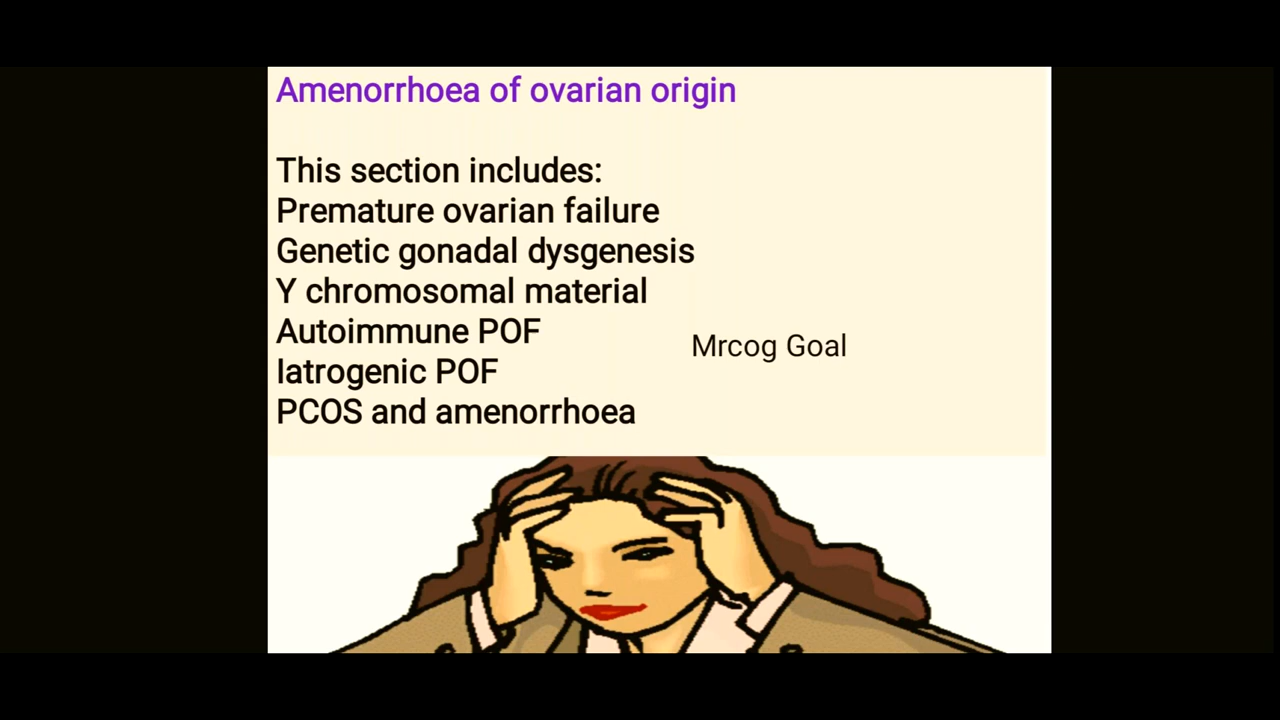 Amenorrhoea of ovarian origin
This section includes:
Premature ovarian failure
Genetic gonadal dysgenesis
Y chromosomal material
Autoimmune POF
Mrcog Goal
Iatrogenic POF
PCOS and amenorrhoea